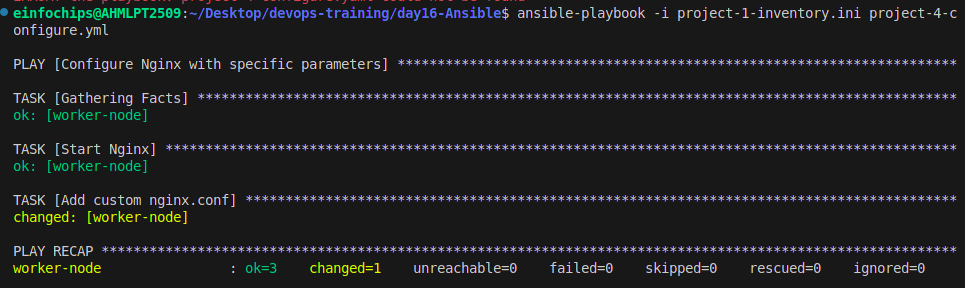 einfochips@AHMLPT2509:~/Desktop/devops-training/day16-Ansible$ ansible-playbook -i project-1-inventory.ini project-4-c
onfigure.yml
PLAY [Configure Nginx with specific parameters] **********************************************************************
TASK [Gathering Facts] ***********************************************************************************************
ok: [worker-node]
TASK [Start Nginx] ***************************************************************************************************
ok: [worker-node]
TASK [Add custom nginx.conf] *****************************************************************************************
changed: [worker-node]
PLAY RECAP ***********************************************************************************************************
worker-node                : ok=3    changed=1    unreachable=0    failed=0    skipped=0    rescued=0    ignored=0